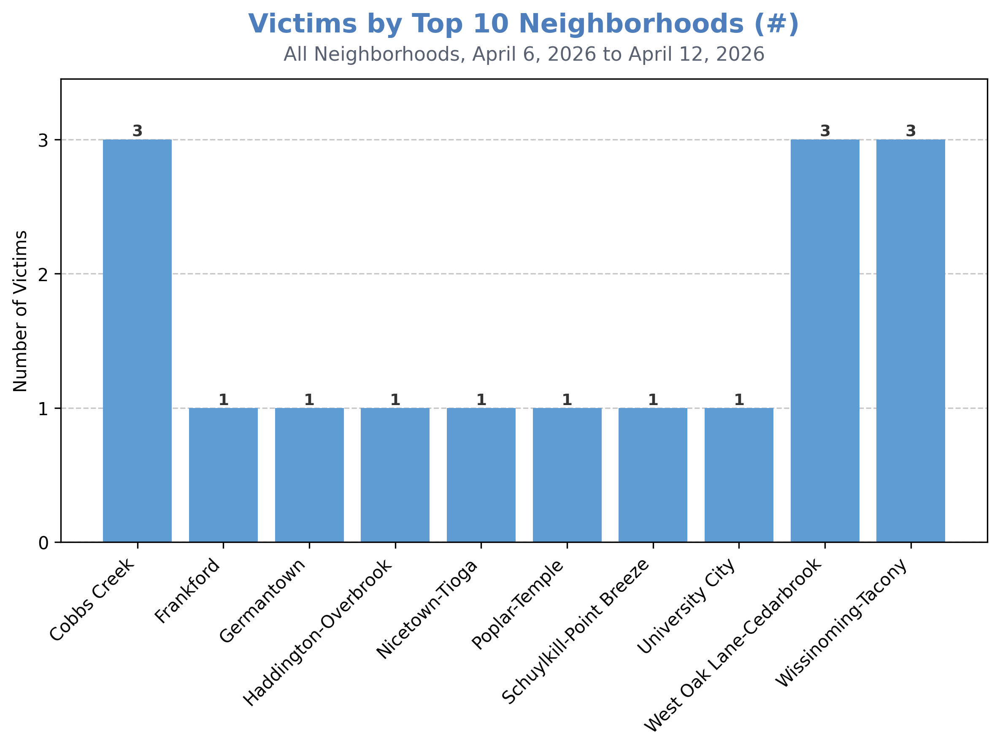 Victims by Top 10 Neighborhoods (#)
All Neighborhoods, April 6, 2026 to April 12, 2026
Number of Victims
3
2
1
0
3
1
1
1
1
1
1
1
3
3
Cobbs Creek
Frankford
Germantown
Haddington-Overbrook
Nicetown-Tioga
Poplar-Temple
Schuylkill-Point Breeze
University City
West Oak Lane-Cedarbrook
Wissinoming-Tacony